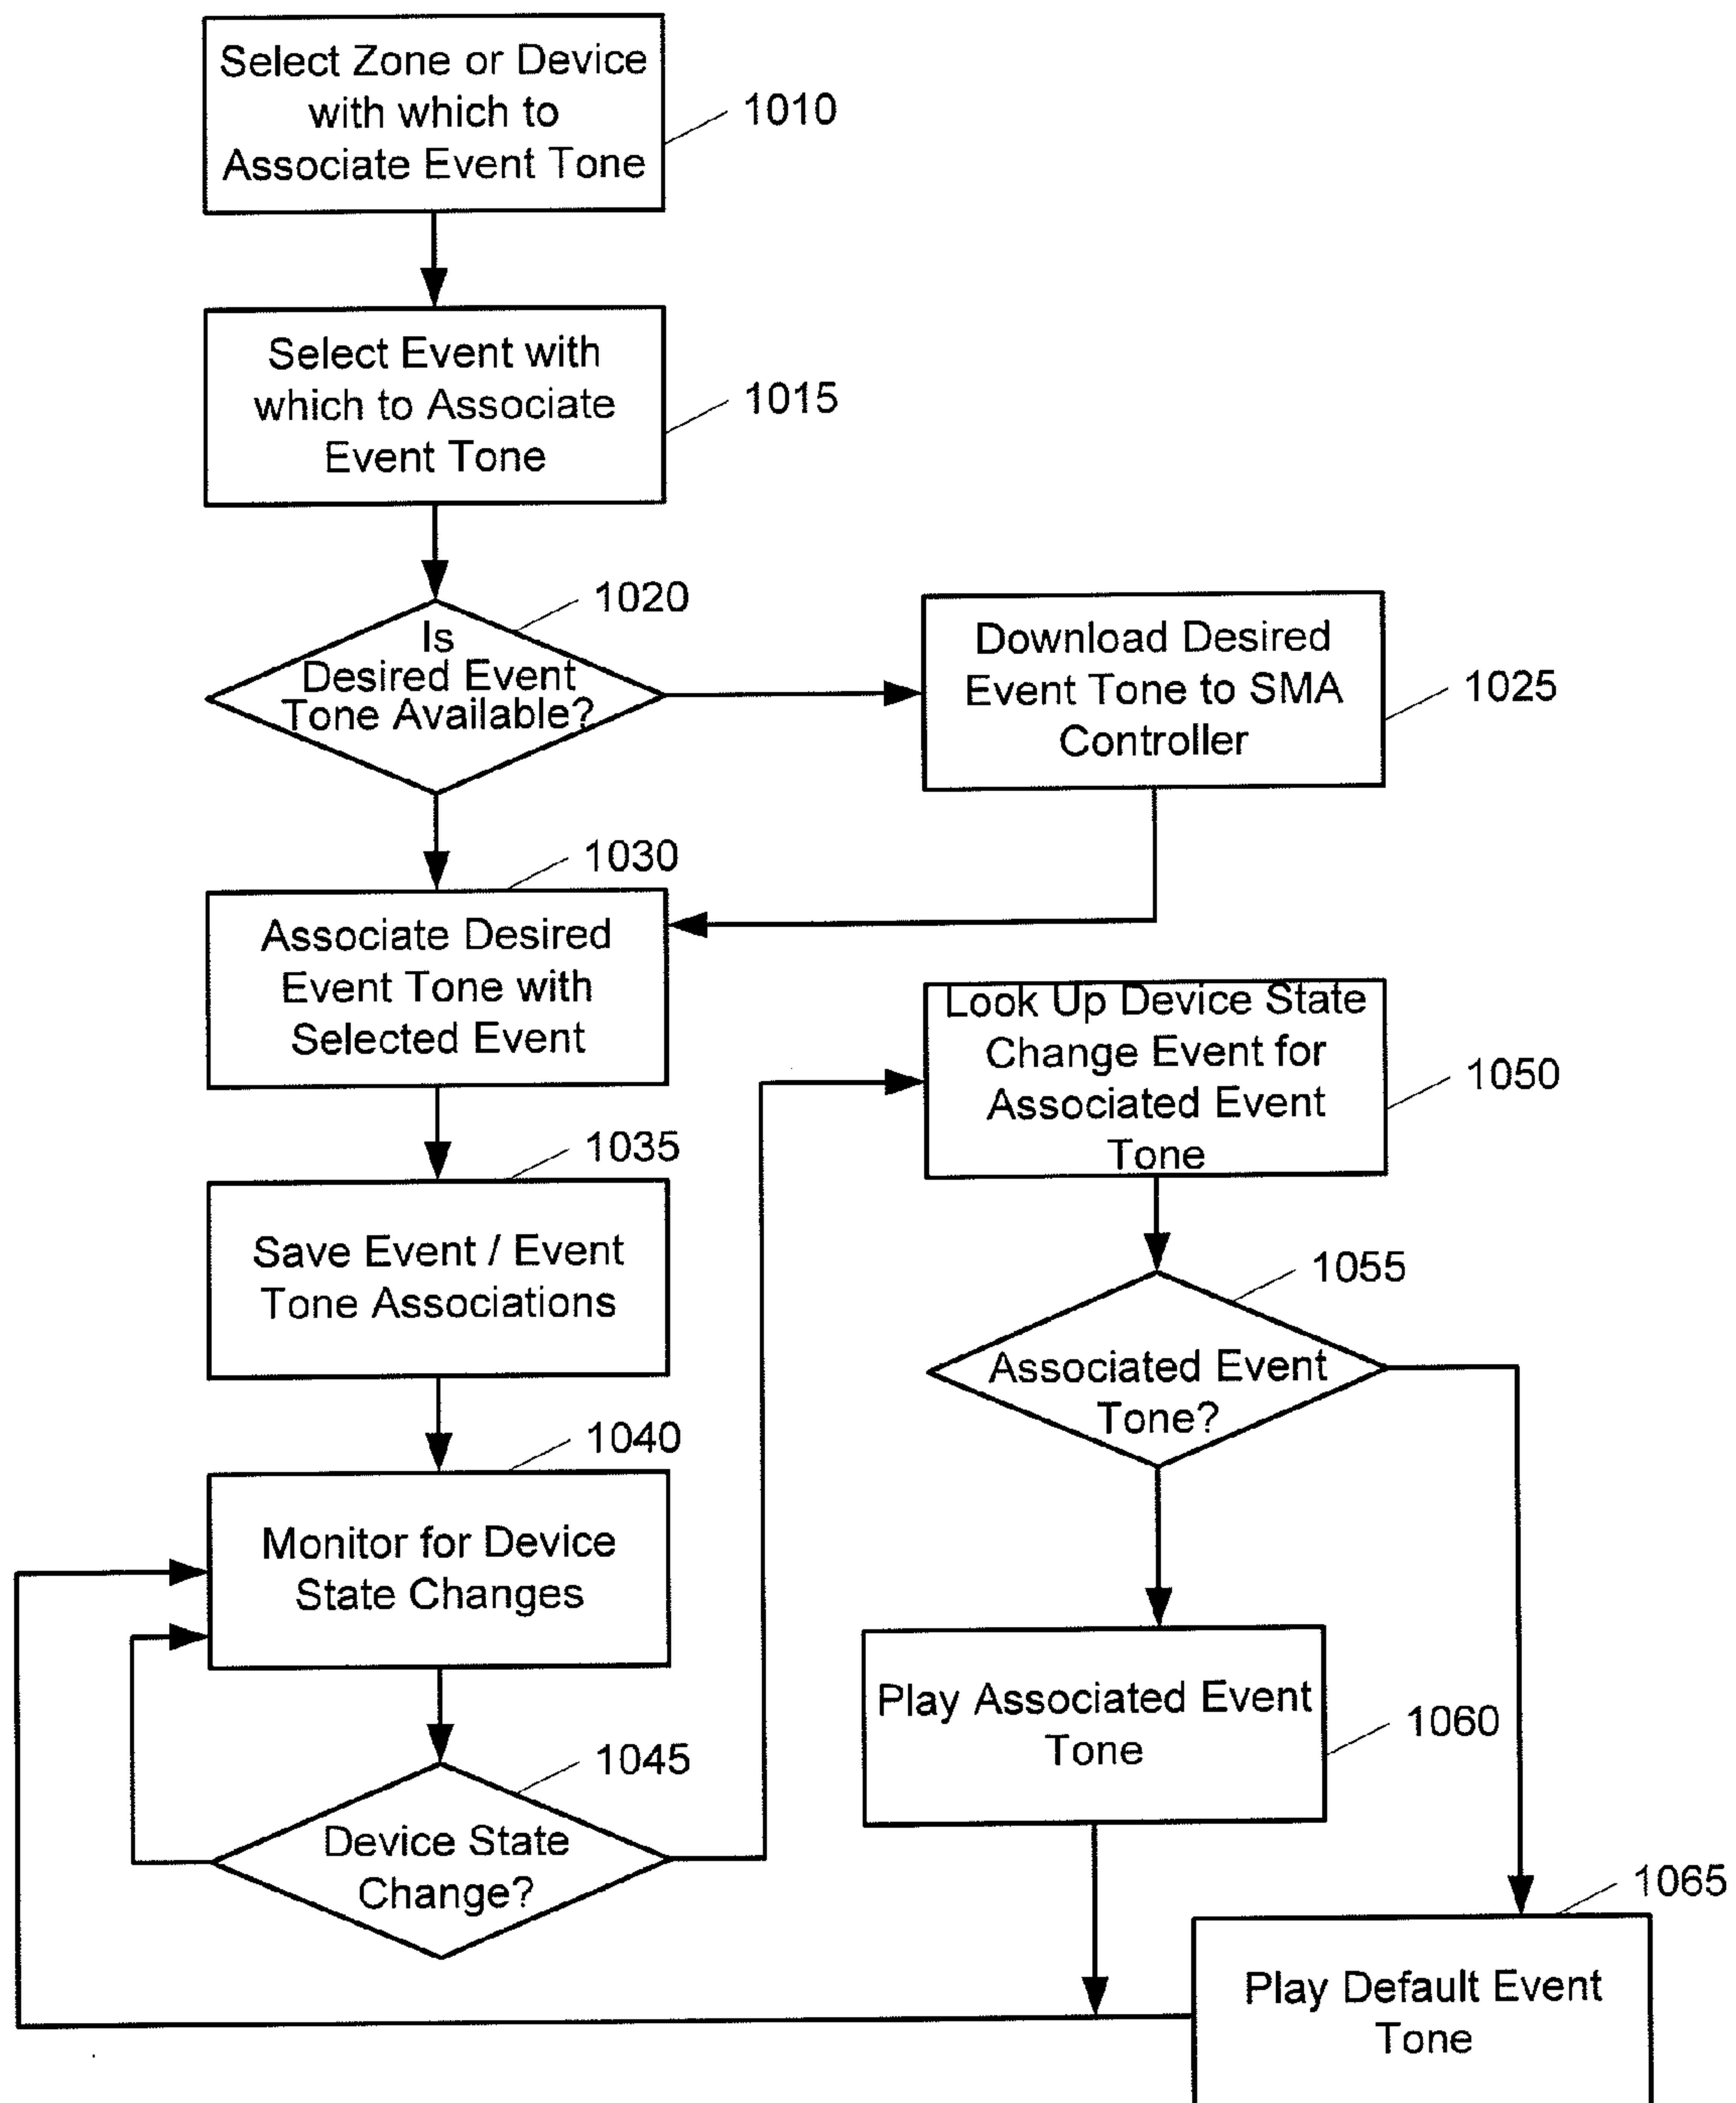 Select Zone or Device
with which to
Associate Event Tone
1010
Select Event with
which to Associate
Event Tone
1015
1020
Is
Desired Event
Tone Available?
Download Desired
Event Tone to SMA
Controller
1025
1030
Associate Desired
Event Tone with
Selected Event
1035
Save Event / Event
Tone Associations
1040
Monitor for Device
State Changes
1045
Device State
Change?
Look Up Device State
Change Event for
Associated Event
Tone
1050
1055
Associated Event
Tone?
Play Associated Event
Tone
1060
1065
Play Default Event
Tone